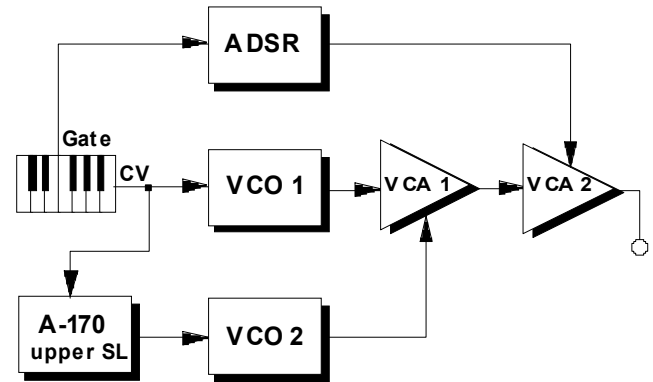 ADSR
Gate
CV
VCO 1
VCA 1
VCA 2
A-170
upper SL
VCO 2